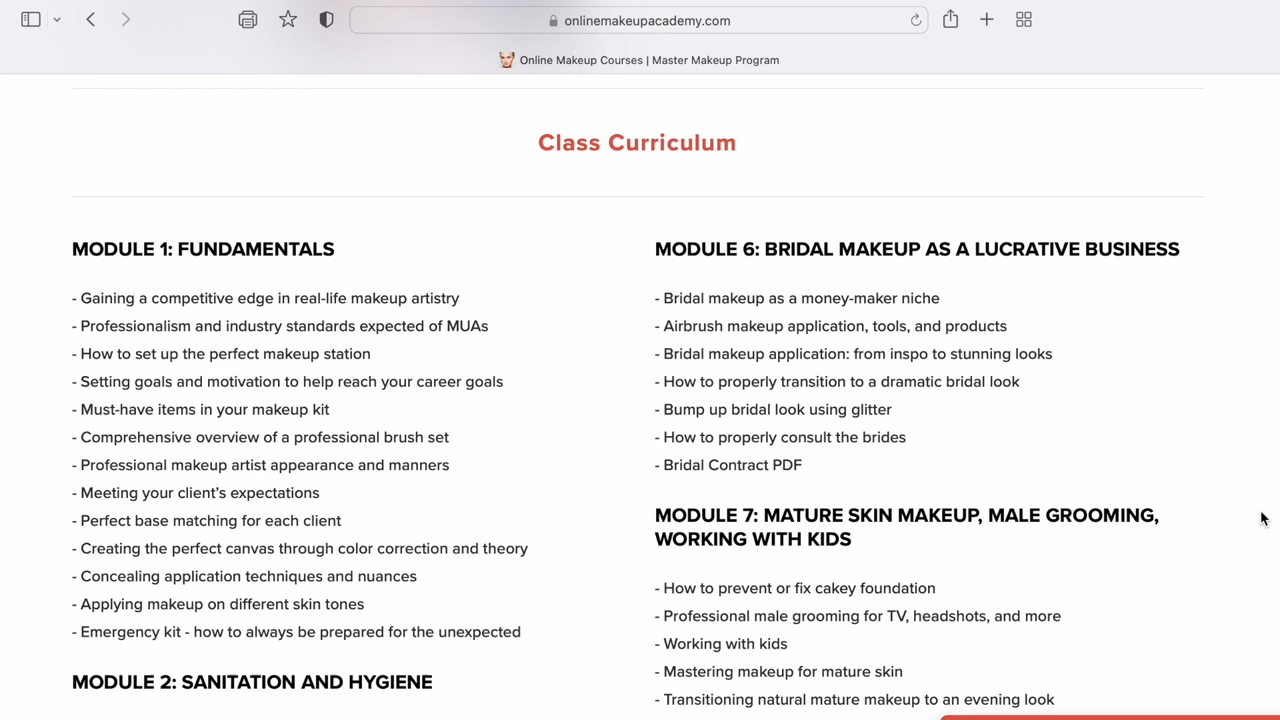 onlinemakeupacademy.com
Online Makeup Courses | Master Makeup Program
Class Curriculum
MODULE 1: FUNDAMENTALS
- Gaining a competitive edge in real-life makeup artistry
- Professionalism and industry standards expected of MUAs
- How to set up the perfect makeup station
- Setting goals and motivation to help reach your career goals
- Must-have items in your makeup kit
- Comprehensive overview of a professional brush set
- Professional makeup artist appearance and manners
- Meeting your client’s expectations
- Perfect base matching for each client
- Creating the perfect canvas through color correction and theory
- Concealing application techniques and nuances
- Applying makeup on different skin tones
- Emergency kit - how to always be prepared for the unexpected
MODULE 2: SANITATION AND HYGIENE
MODULE 6: BRIDAL MAKEUP AS A LUCRATIVE BUSINESS
- Bridal makeup as a money-maker niche
- Airbrush makeup application, tools, and products
- Bridal makeup application: from inspo to stunning looks
- How to properly transition to a dramatic bridal look
- Bump up bridal look using glitter
- How to properly consult the brides
- Bridal Contract PDF
MODULE 7: MATURE SKIN MAKEUP, MALE GROOMING,
WORKING WITH KIDS
- How to prevent or fix cakey foundation
- Professional male grooming for TV, headshots, and more
- Working with kids
- Mastering makeup for mature skin
- Transitioning natural mature makeup to an evening look